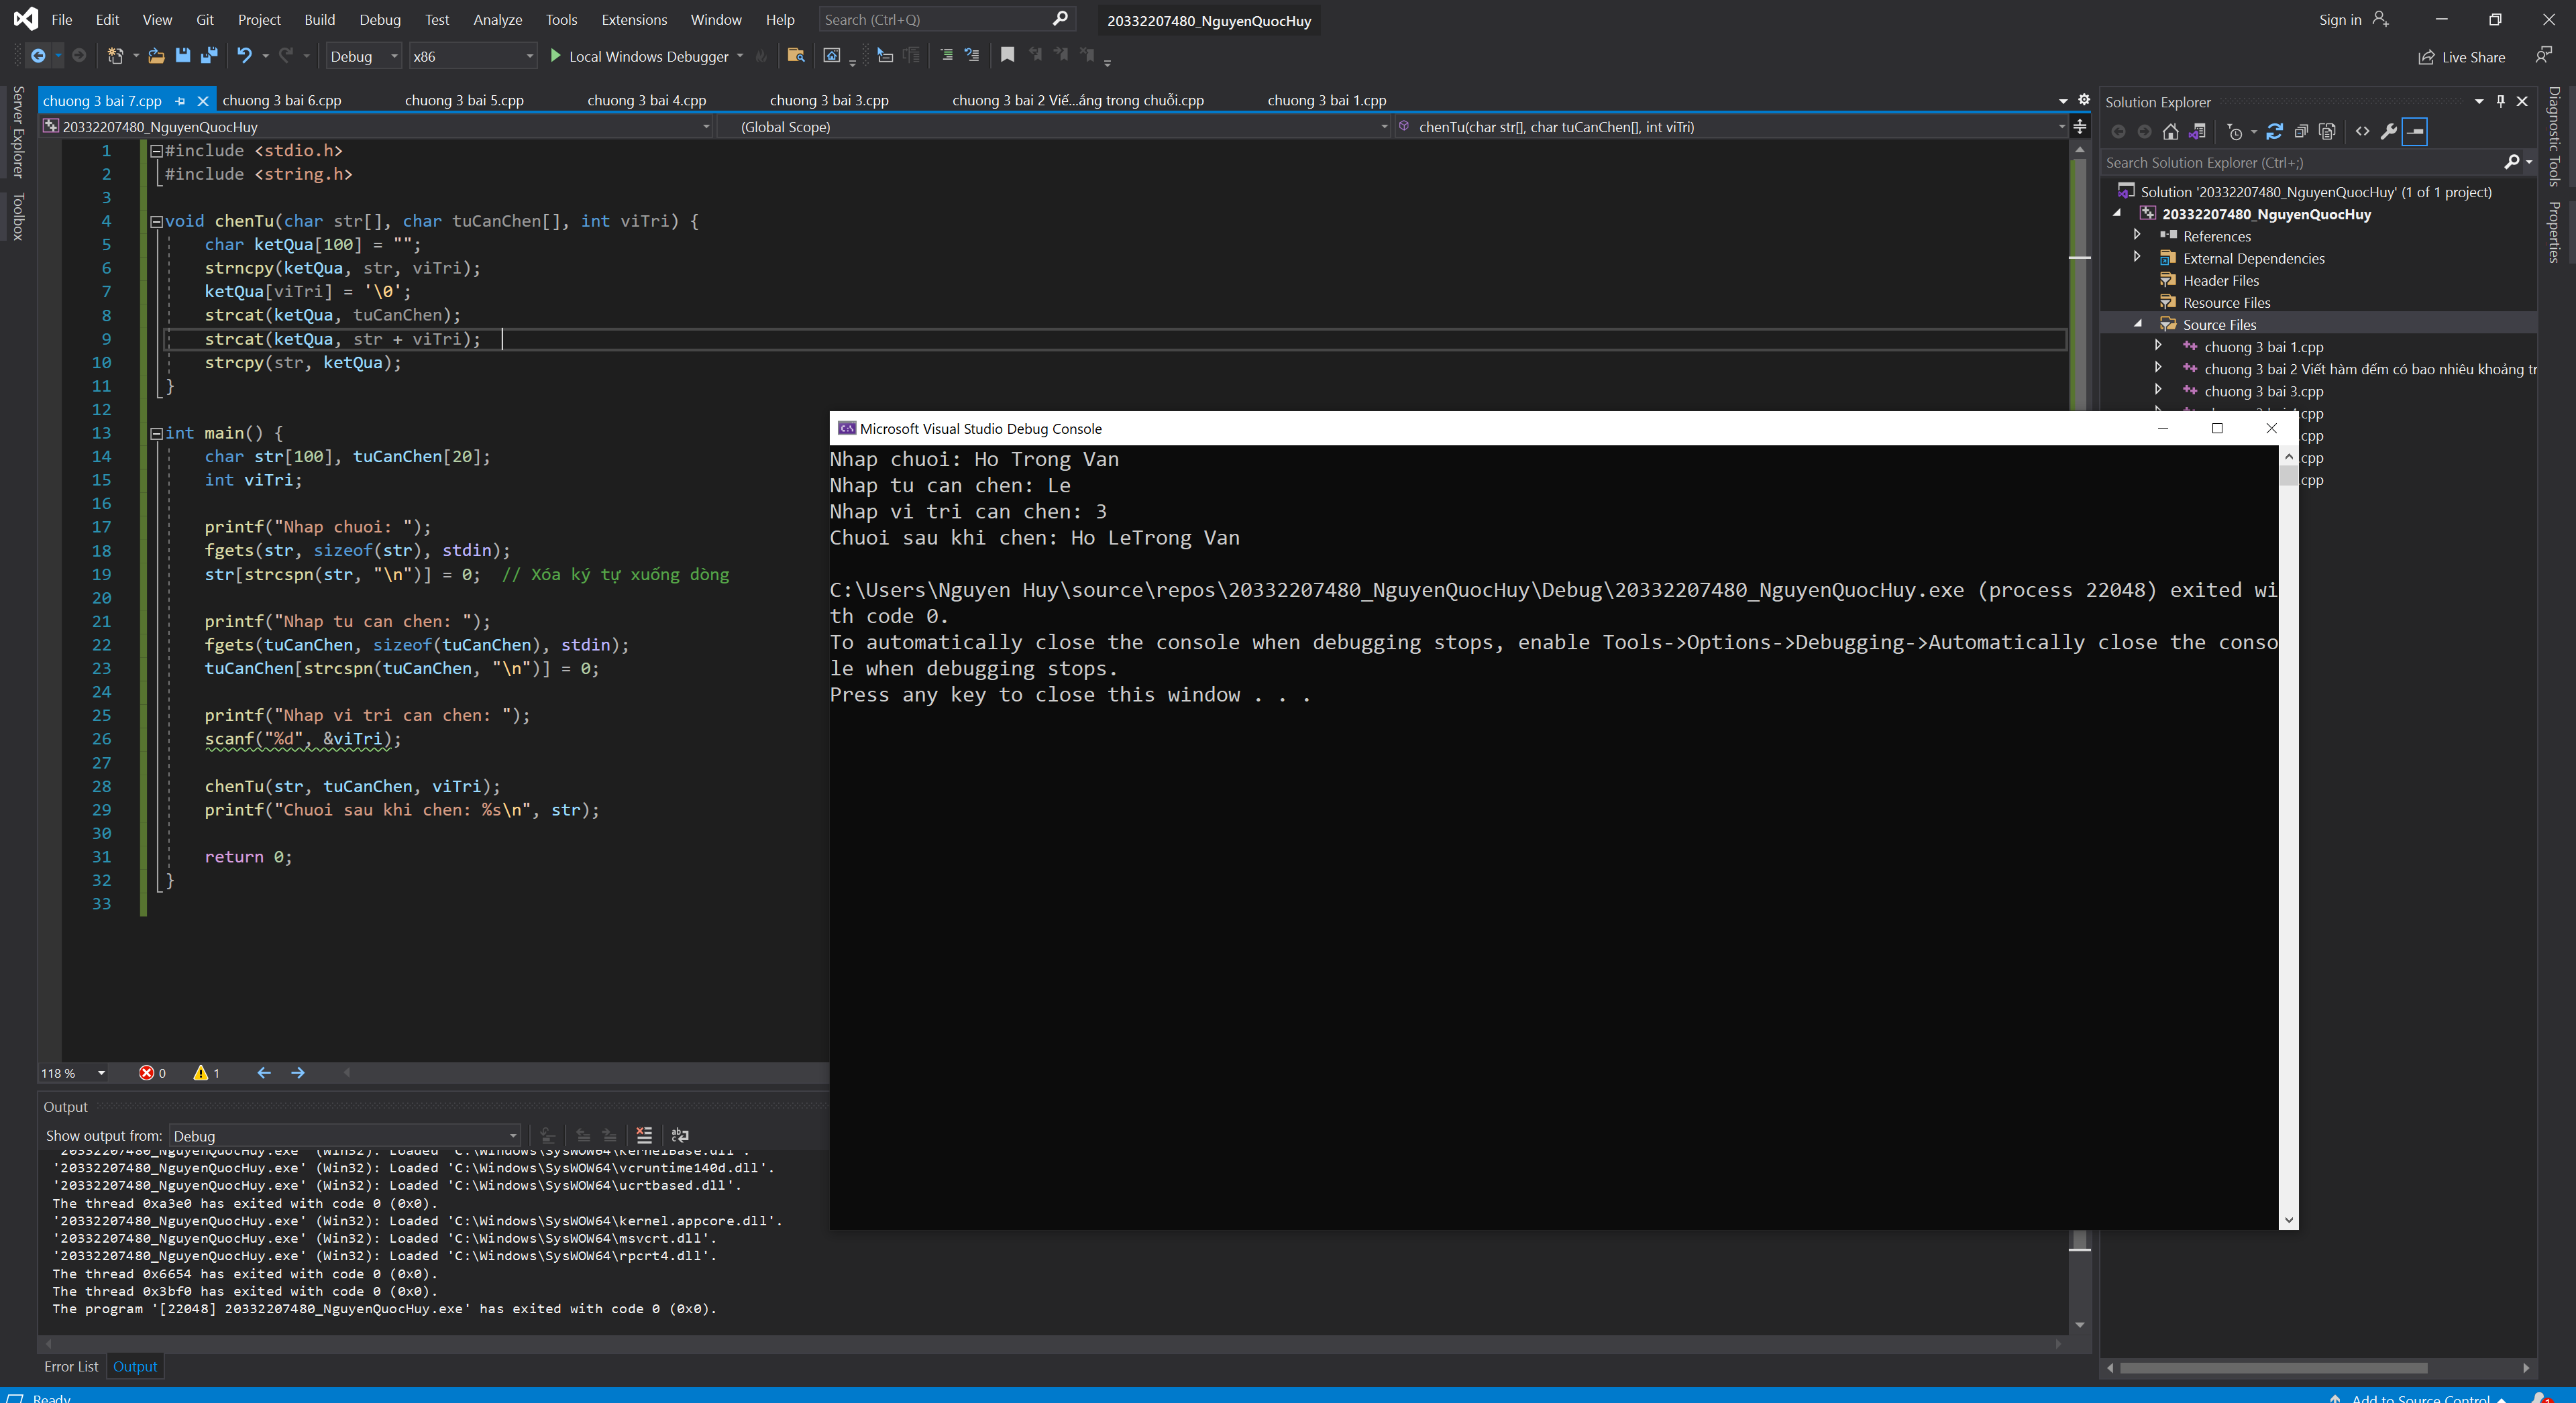 File Edit View Git Project Build Debug Test Analyze Tools Extensions Window Help Search (Ctrl+Q) 20332207480_NguyenQuocHuy Sign in
Debug x86 Local Windows Debugger Live Share
Server Explorer
Toolbox
chuong 3 bai 7.cpp chuong 3 bai 6.cpp chuong 3 bai 5.cpp chuong 3 bai 4.cpp chuong 3 bai 3.cpp chuong 3 bai 2 Viế...ắng trong chuỗi.cpp chuong 3 bai 1.cpp
20332207480_NguyenQuocHuy (Global Scope) chenTu(char str[], char tuCanChen[], int viTri)
1 #include <stdio.h>
2 #include <string.h>
3
4 void chenTu(char str[], char tuCanChen[], int viTri) {
5 char ketQua[100] = "";
6 strncpy(ketQua, str, viTri);
7 ketQua[viTri] = '\0';
8 strcat(ketQua, tuCanChen);
9 strcat(ketQua, str + viTri);
10 strcpy(str, ketQua);
11 }
12
13 int main() {
14 char str[100], tuCanChen[20];
15 int viTri;
16
17 printf("Nhap chuoi: ");
18 fgets(str, sizeof(str), stdin);
19 str[strcspn(str, "\n")] = 0; // Xóa ký tự xuống dòng
20
21 printf("Nhap tu can chen: ");
22 fgets(tuCanChen, sizeof(tuCanChen), stdin);
23 tuCanChen[strcspn(tuCanChen, "\n")] = 0;
24
25 printf("Nhap vi tri can chen: ");
26 scanf("%d", &viTri);
27
28 chenTu(str, tuCanChen, viTri);
29 printf("Chuoi sau khi chen: %s\n", str);
30
31 return 0;
32 }
33
Microsoft Visual Studio Debug Console
Nhap chuoi: Ho Trong Van
Nhap tu can chen: Le
Nhap vi tri can chen: 3
Chuoi sau khi chen: Ho LeTrong Van
C:\Users\Nguyen Huy\source\repos\20332207480_NguyenQuocHuy\Debug\20332207480_NguyenQuocHuy.exe (process 22048) exited wi
th code 0.
To automatically close the console when debugging stops, enable Tools->Options->Debugging->Automatically close the conso
le when debugging stops.
Press any key to close this window . . .
118 % 0 1
Output
Show output from: Debug
'20332207480_NguyenQuocHuy.exe' (Win32): Loaded 'C:\Windows\SysWOW64\KernelBase.dll'.
'20332207480_NguyenQuocHuy.exe' (Win32): Loaded 'C:\Windows\SysWOW64\vcruntime140d.dll'.
'20332207480_NguyenQuocHuy.exe' (Win32): Loaded 'C:\Windows\SysWOW64\ucrtbased.dll'.
The thread 0xa3e0 has exited with code 0 (0x0).
'20332207480_NguyenQuocHuy.exe' (Win32): Loaded 'C:\Windows\SysWOW64\kernel.appcore.dll'.
'20332207480_NguyenQuocHuy.exe' (Win32): Loaded 'C:\Windows\SysWOW64\msvcrt.dll'.
'20332207480_NguyenQuocHuy.exe' (Win32): Loaded 'C:\Windows\SysWOW64\rpcrt4.dll'.
The thread 0x6654 has exited with code 0 (0x0).
The thread 0x3bf0 has exited with code 0 (0x0).
The program '[22048] 20332207480_NguyenQuocHuy.exe' has exited with code 0 (0x0).
Error List Output
Solution Explorer
Search Solution Explorer (Ctrl+;)
Solution '20332207480_NguyenQuocHuy' (1 of 1 project)
20332207480_NguyenQuocHuy
References
External Dependencies
Header Files
Resource Files
Source Files
chuong 3 bai 1.cpp
chuong 3 bai 2 Viết hàm đếm có bao nhiêu khoảng tr
chuong 3 bai 3.cpp
.cpp
.cpp
.cpp
.cpp
Diagnostic Tools
Properties
Ready Add to Source Control 1